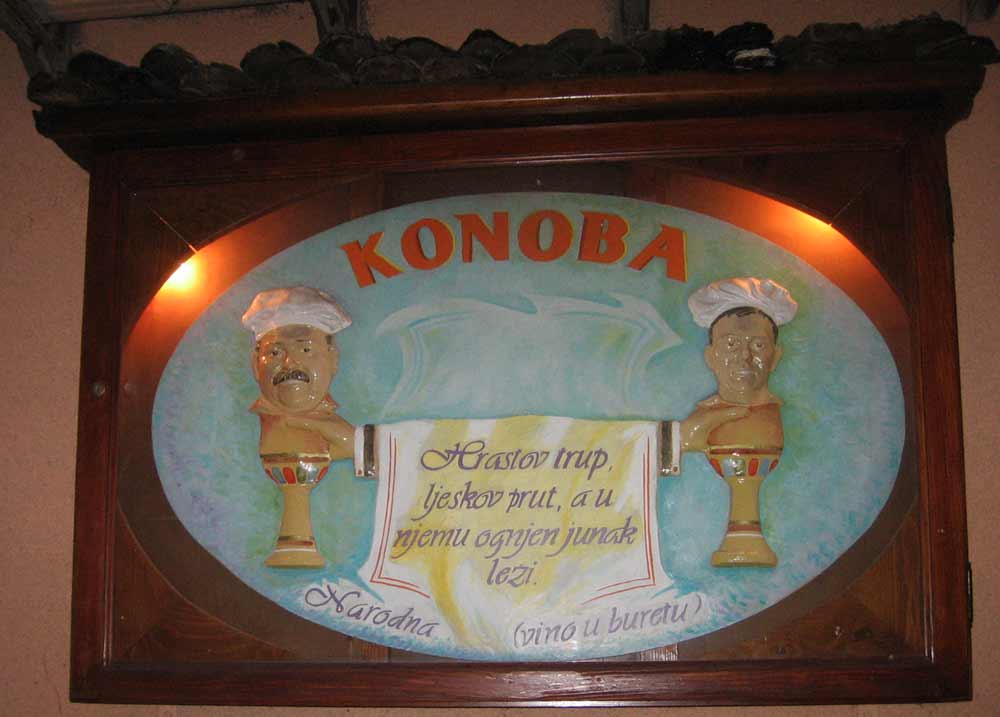 KONOBA
Hrastov trup,
ljeskov prut, a u
njemu ognjen junak
leži.
Narodna
(vino u buretu)